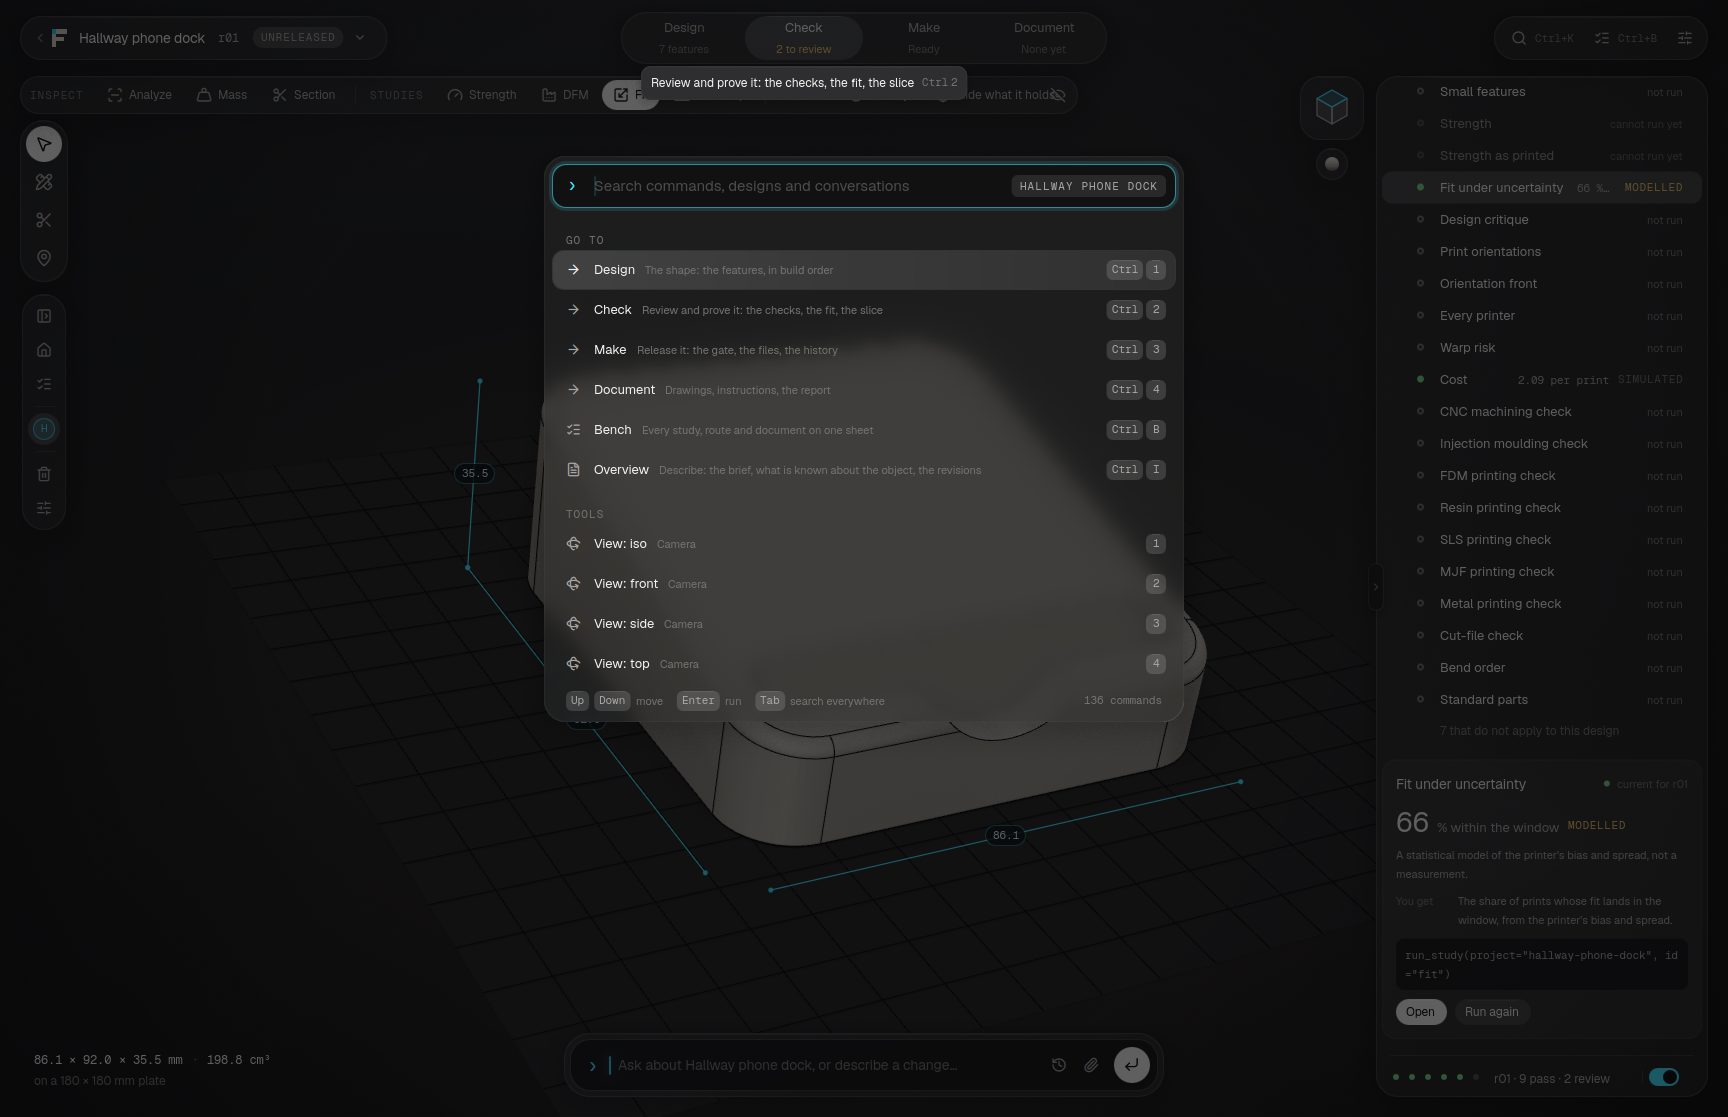 Hallway phone dock r01 UNRELEASED
Design
7 features
Check
2 to review
Make
Ready
Document
None yet
Ctrl+K Ctrl+B
Review and prove it: the checks, the fit, the slice Ctrl 2
INSPECT Analyze Mass Section STUDIES Strength DFM
HALLWAY PHONE DOCK
Search commands, designs and conversations
GO TO
Design The shape: the features, in build order Ctrl 1
Check Review and prove it: the checks, the fit, the slice Ctrl 2
Make Release it: the gate, the files, the history Ctrl 3
Document Drawings, instructions, the report Ctrl 4
Bench Every study, route and document on one sheet Ctrl B
Overview Describe: the brief, what is known about the object, the revisions Ctrl I
TOOLS
View: iso Camera 1
View: front Camera 2
View: side Camera 3
View: top Camera 4
Up Down move Enter run Tab search everywhere 136 commands
H
35.5
86.1
Small features not run
Strength cannot run yet
Strength as printed cannot run yet
Fit under uncertainty 66 %… MODELLED
Design critique not run
Print orientations not run
Orientation front not run
Every printer not run
Warp risk not run
Cost 2.09 per print SIMULATED
CNC machining check not run
Injection moulding check not run
FDM printing check not run
Resin printing check not run
SLS printing check not run
MJF printing check not run
Metal printing check not run
Cut-file check not run
Bend order not run
Standard parts not run
7 that do not apply to this design
Fit under uncertainty current for r01
66 % within the window MODELLED
A statistical model of the printer's bias and spread, not a
measurement.
You get The share of prints whose fit lands in the
window, from the printer's bias and spread.
run_study(project="hallway-phone-dock", id
="fit")
Open Run again
r01 · 9 pass · 2 review
86.1 × 92.0 × 35.5 mm · 198.8 cm³
on a 180 × 180 mm plate
Ask about Hallway phone dock, or describe a change…